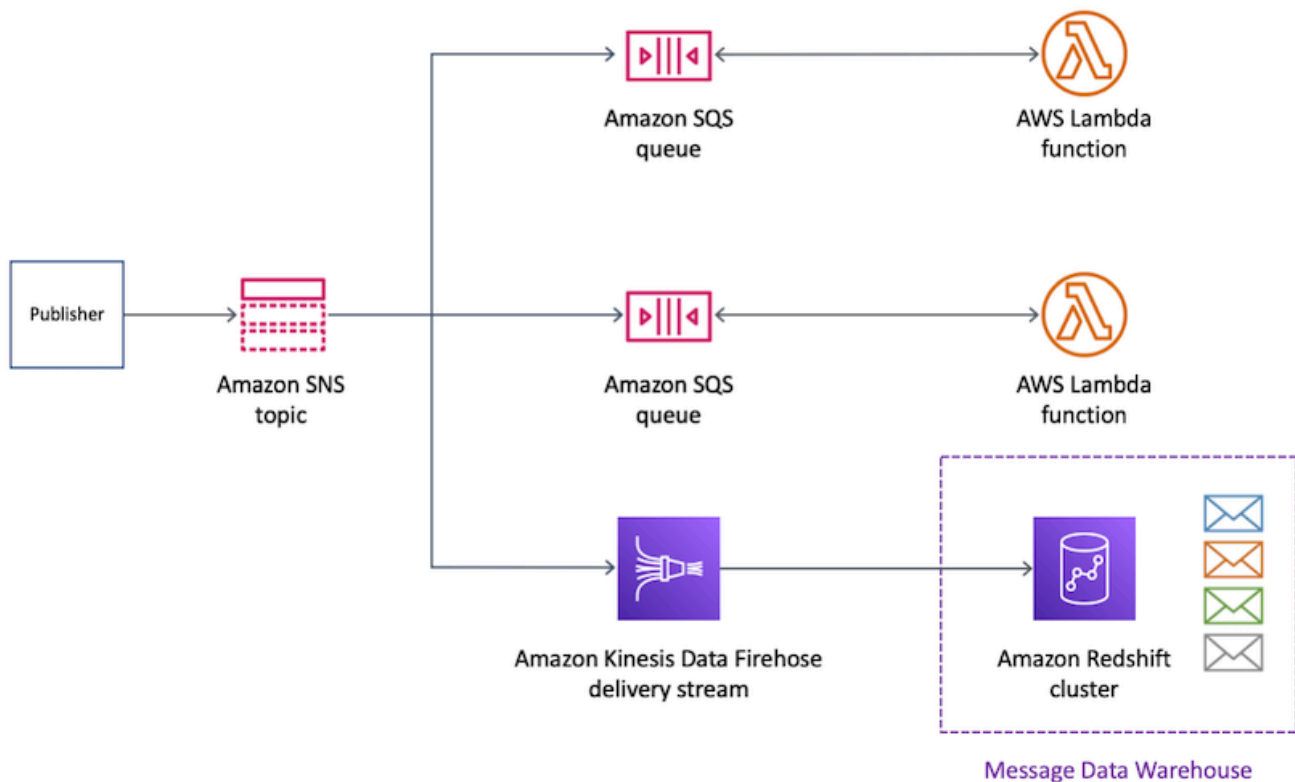 Amazon SQS
queue
AWS Lambda
function
Publisher
Amazon SNS
topic
Amazon SQS
queue
AWS Lambda
function
Amazon Kinesis Data Firehose
delivery stream
Amazon Redshift
cluster
Message Data Warehouse